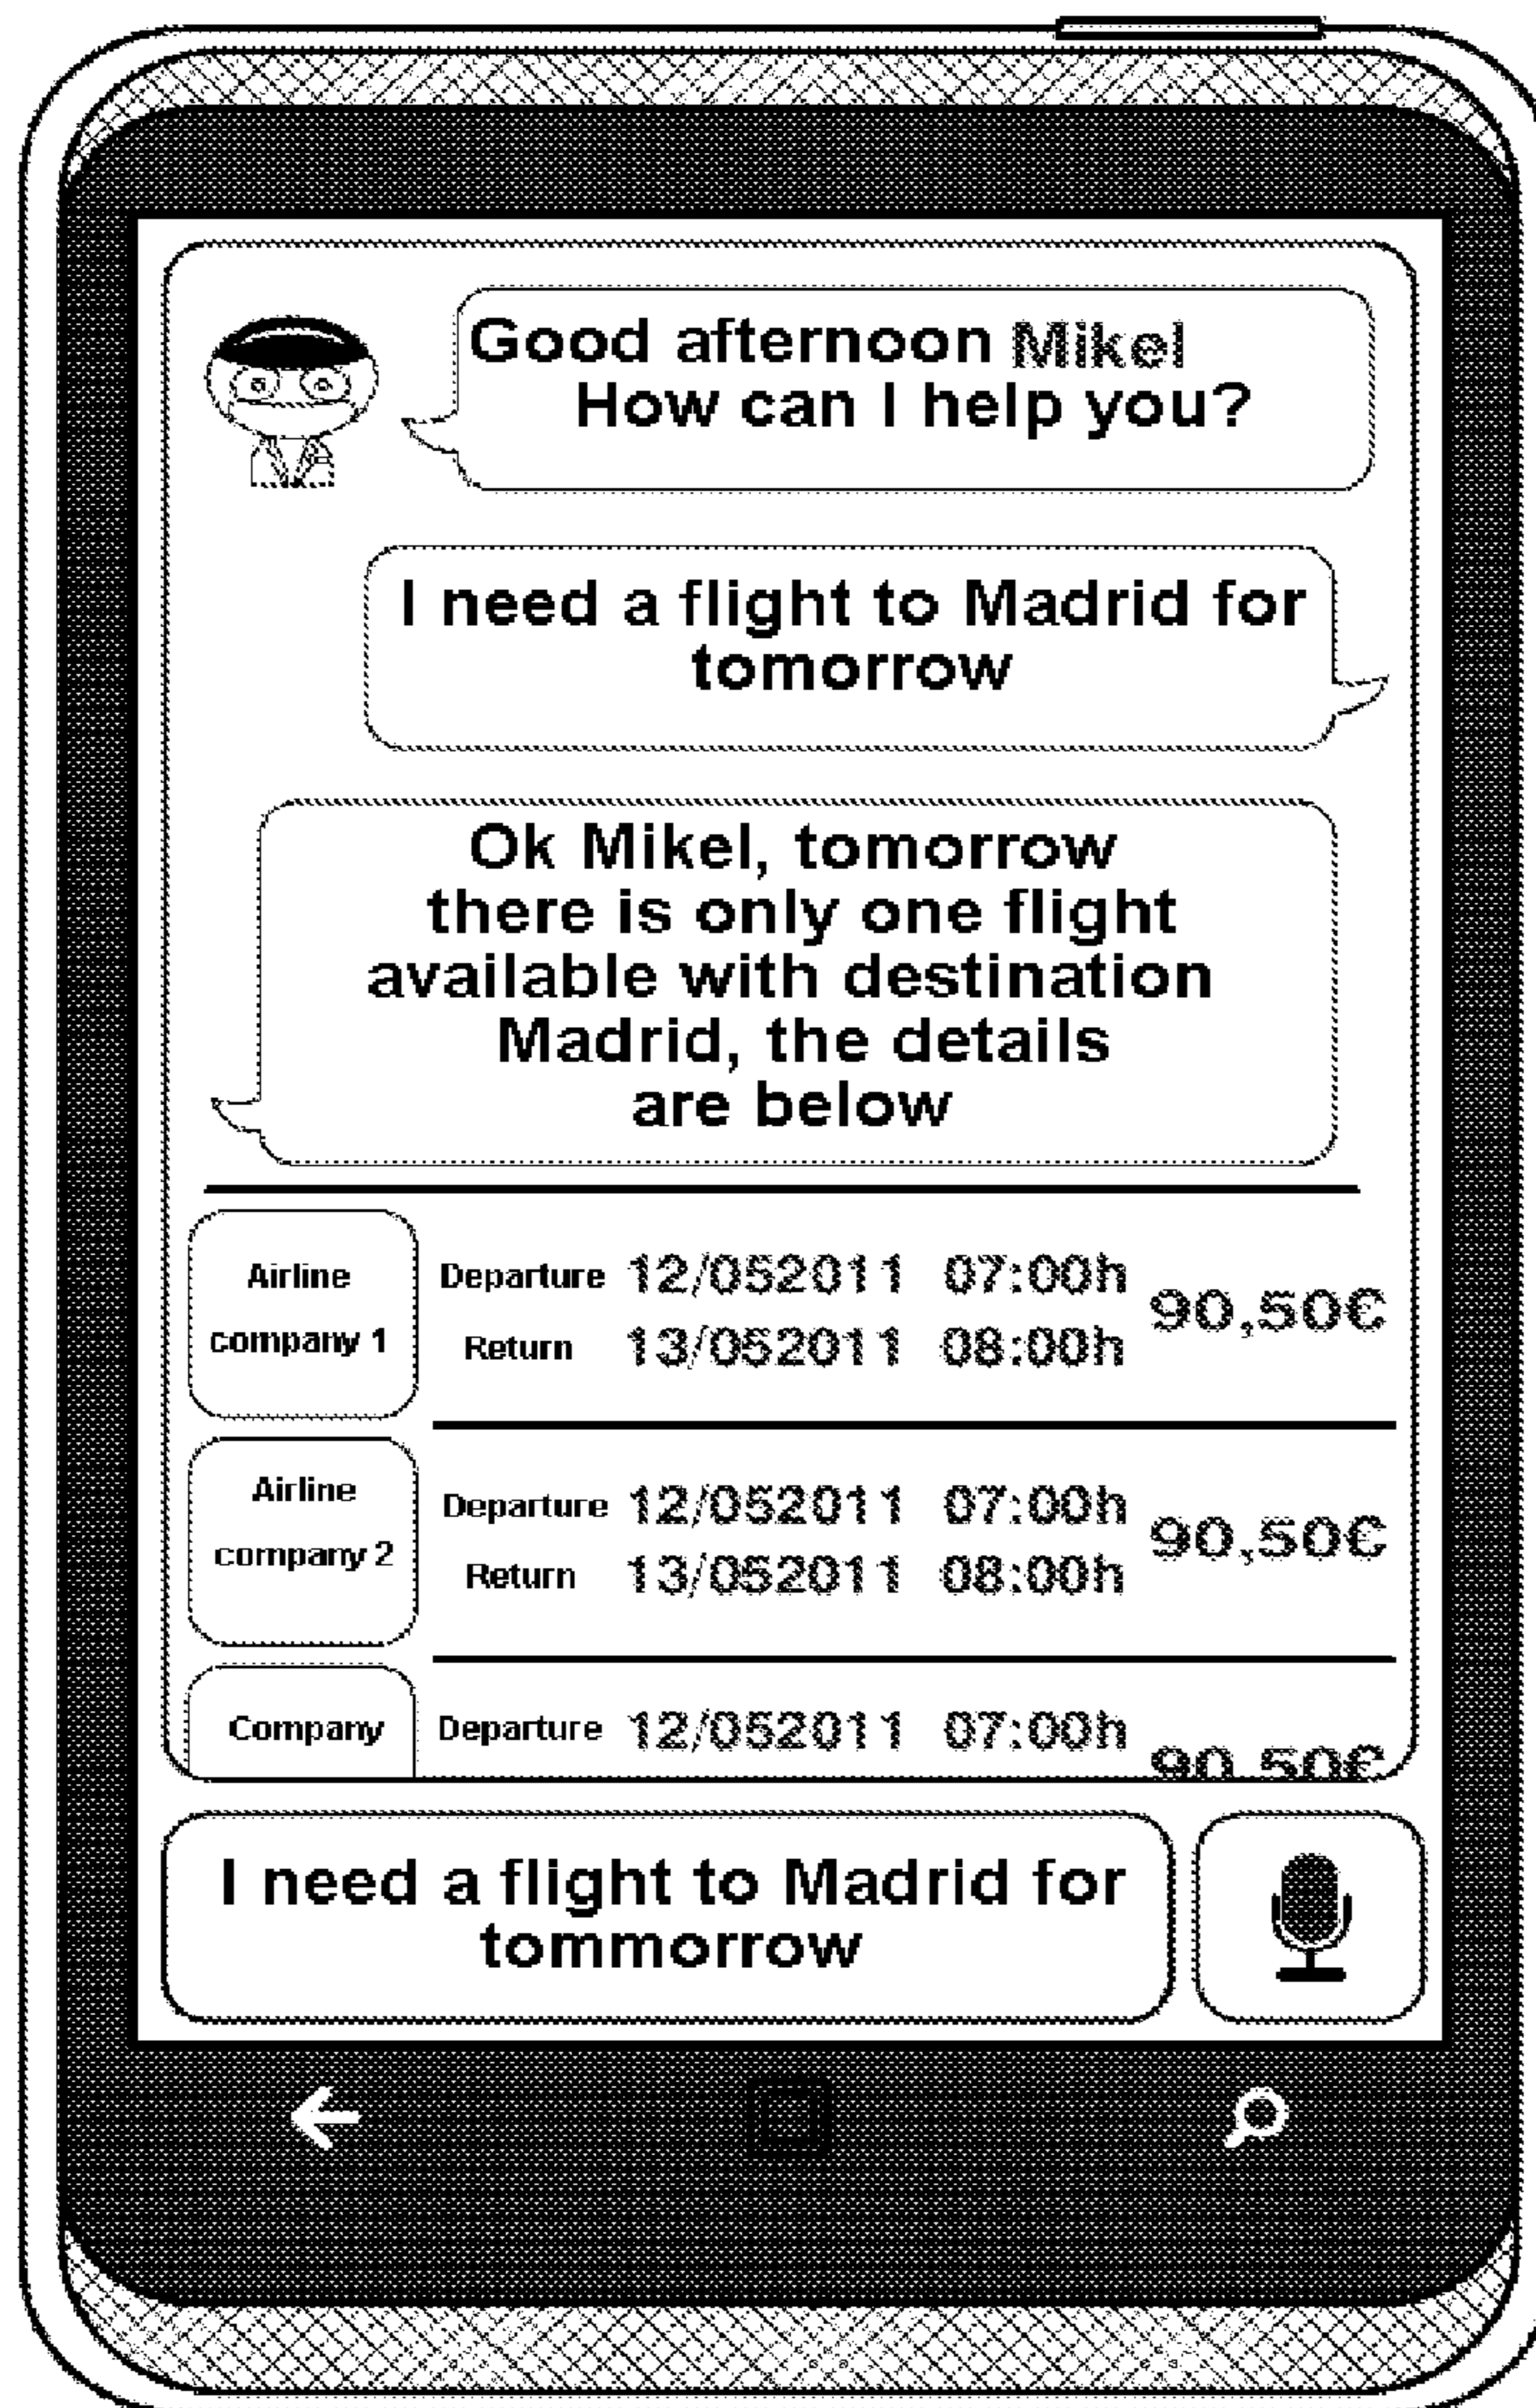 Good afternoon Mikel
How can I help you?
I need a flight to Madrid for
tomorrow
Ok Mikel, tomorrow
there is only one flight
available with destination
Madrid, the details
are below
Airline
company 1
Departure 12/052011 07:00h
Return 13/052011 08:00h
90,50€
Airline
company 2
Departure 12/052011 07:00h
Return 13/052011 08:00h
90,50€
Company
Departure 12/052011 07:00h
90,50€
I need a flight to Madrid for
tommorrow